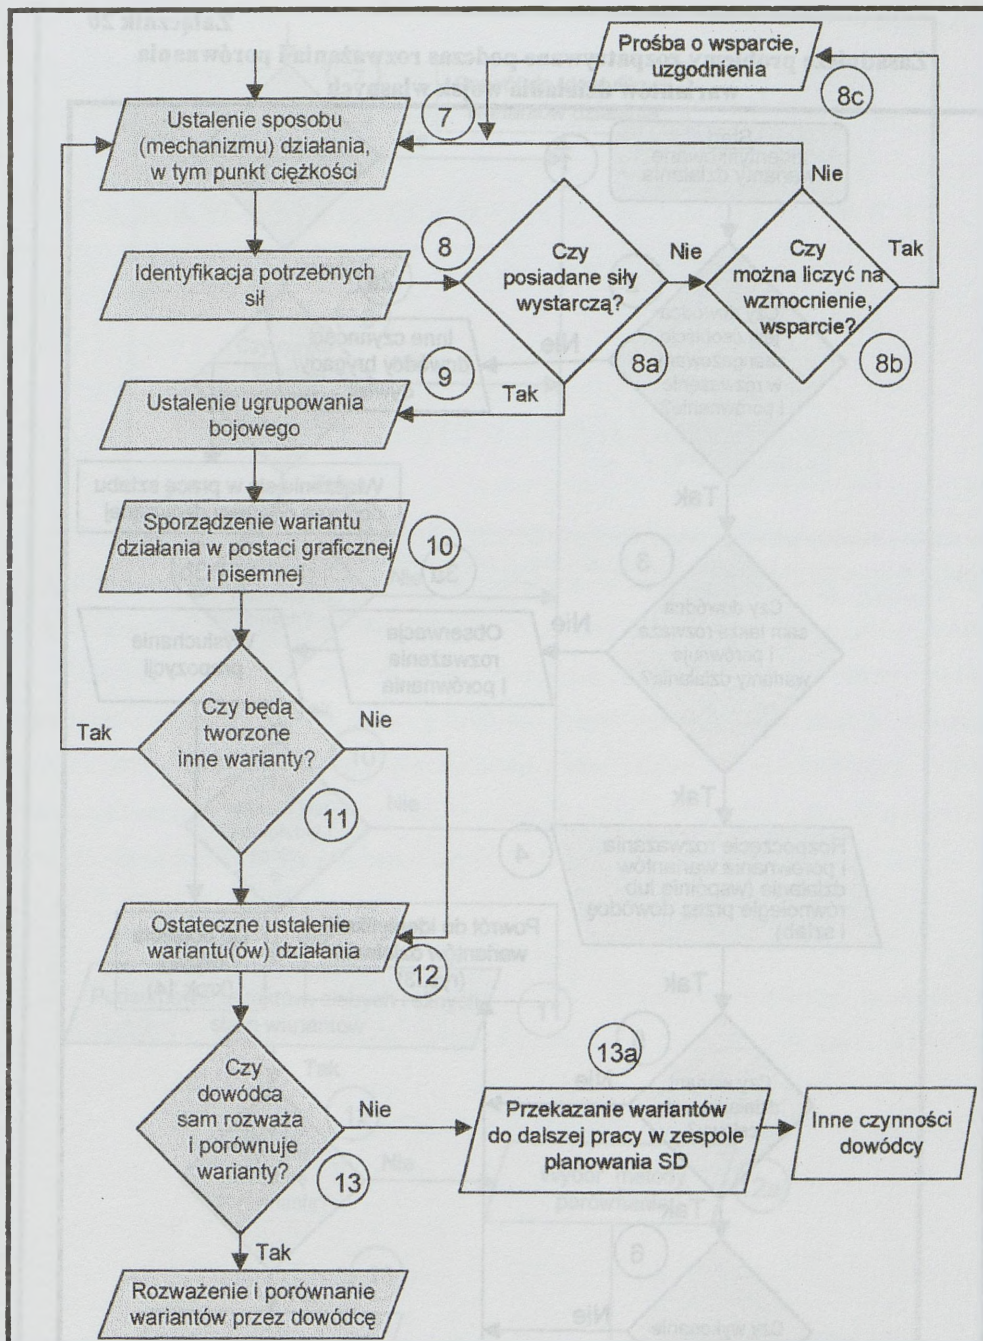 Prośba o wsparcie,
uzgodnienia
8c
7
Ustalenie sposobu
(mechanizmu) działania,
w tym punkt ciężkości
Nie
8
Identyfikacja potrzebnych
sił
Czy
posiadane siły
wystarczą?
Nie
Czy
można liczyć na
wzmocnienie,
wsparcie?
Tak
8a
8b
9
Tak
Ustalenie ugrupowania
bojowego
Sporządzenie wariantu
działania w postaci graficznej
i pisemnej
10
Tak
Czy będą
tworzone
inne warianty?
Nie
11
Ostateczne ustalenie
wariantu(ów) działania
12
13a
Czy
dowódca
sam rozważa
i porównuje
warianty?
Nie
13
Przekazanie wariantów
do dalszej pracy w zespole
planowania SD
Inne czynności
dowódcy
Tak
Rozważenie i porównanie
wariantów przez dowódcę